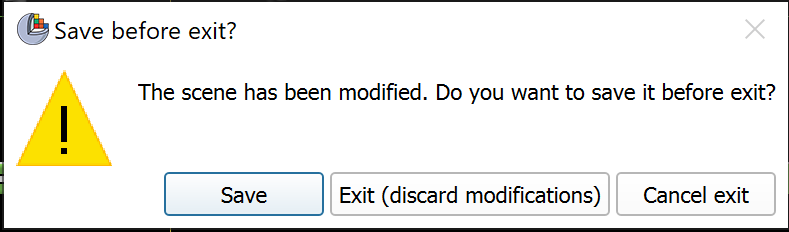 Save before exit?
The scene has been modified. Do you want to save it before exit?
Save
Exit (discard modifications)
Cancel exit